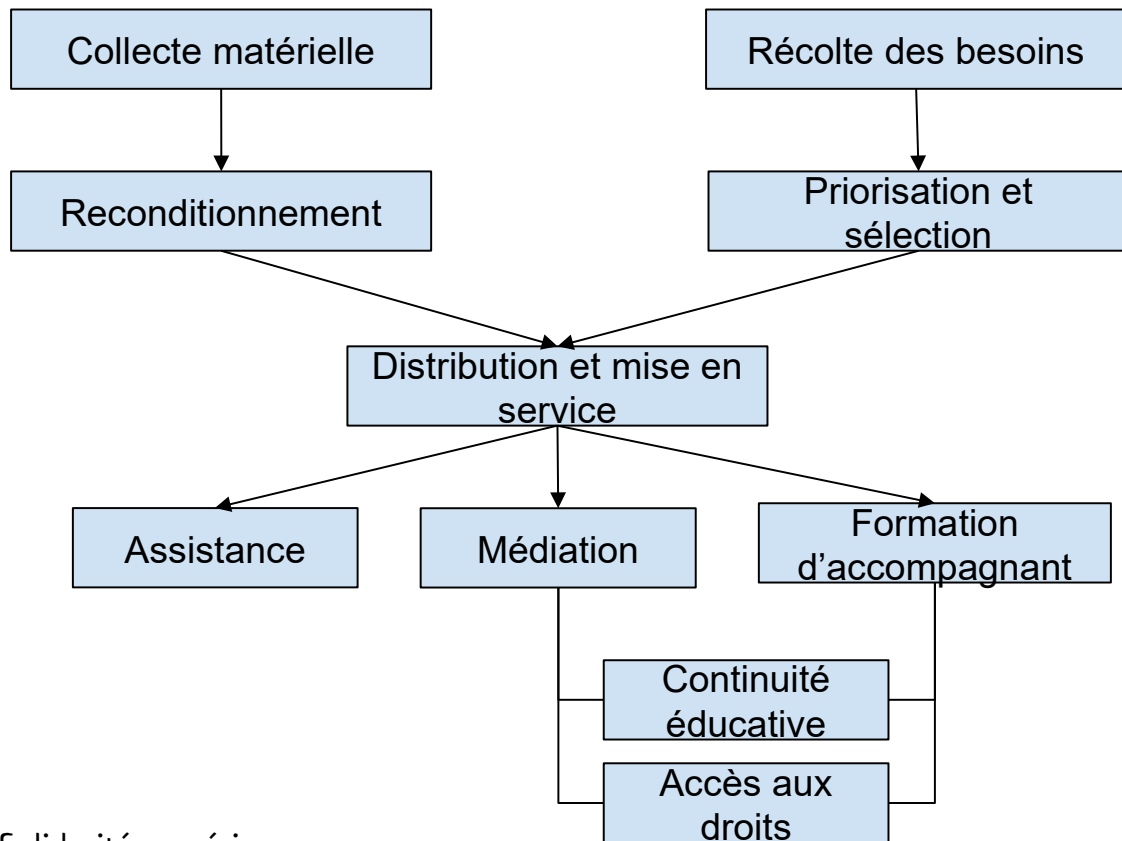 Collecte matérielle
Récolte des besoins
Reconditionnement
Priorisation et
sélection
Distribution et mise en
service
Assistance
Médiation
Formation
d’accompagnant
Continuité
éducative
Accès aux
droits